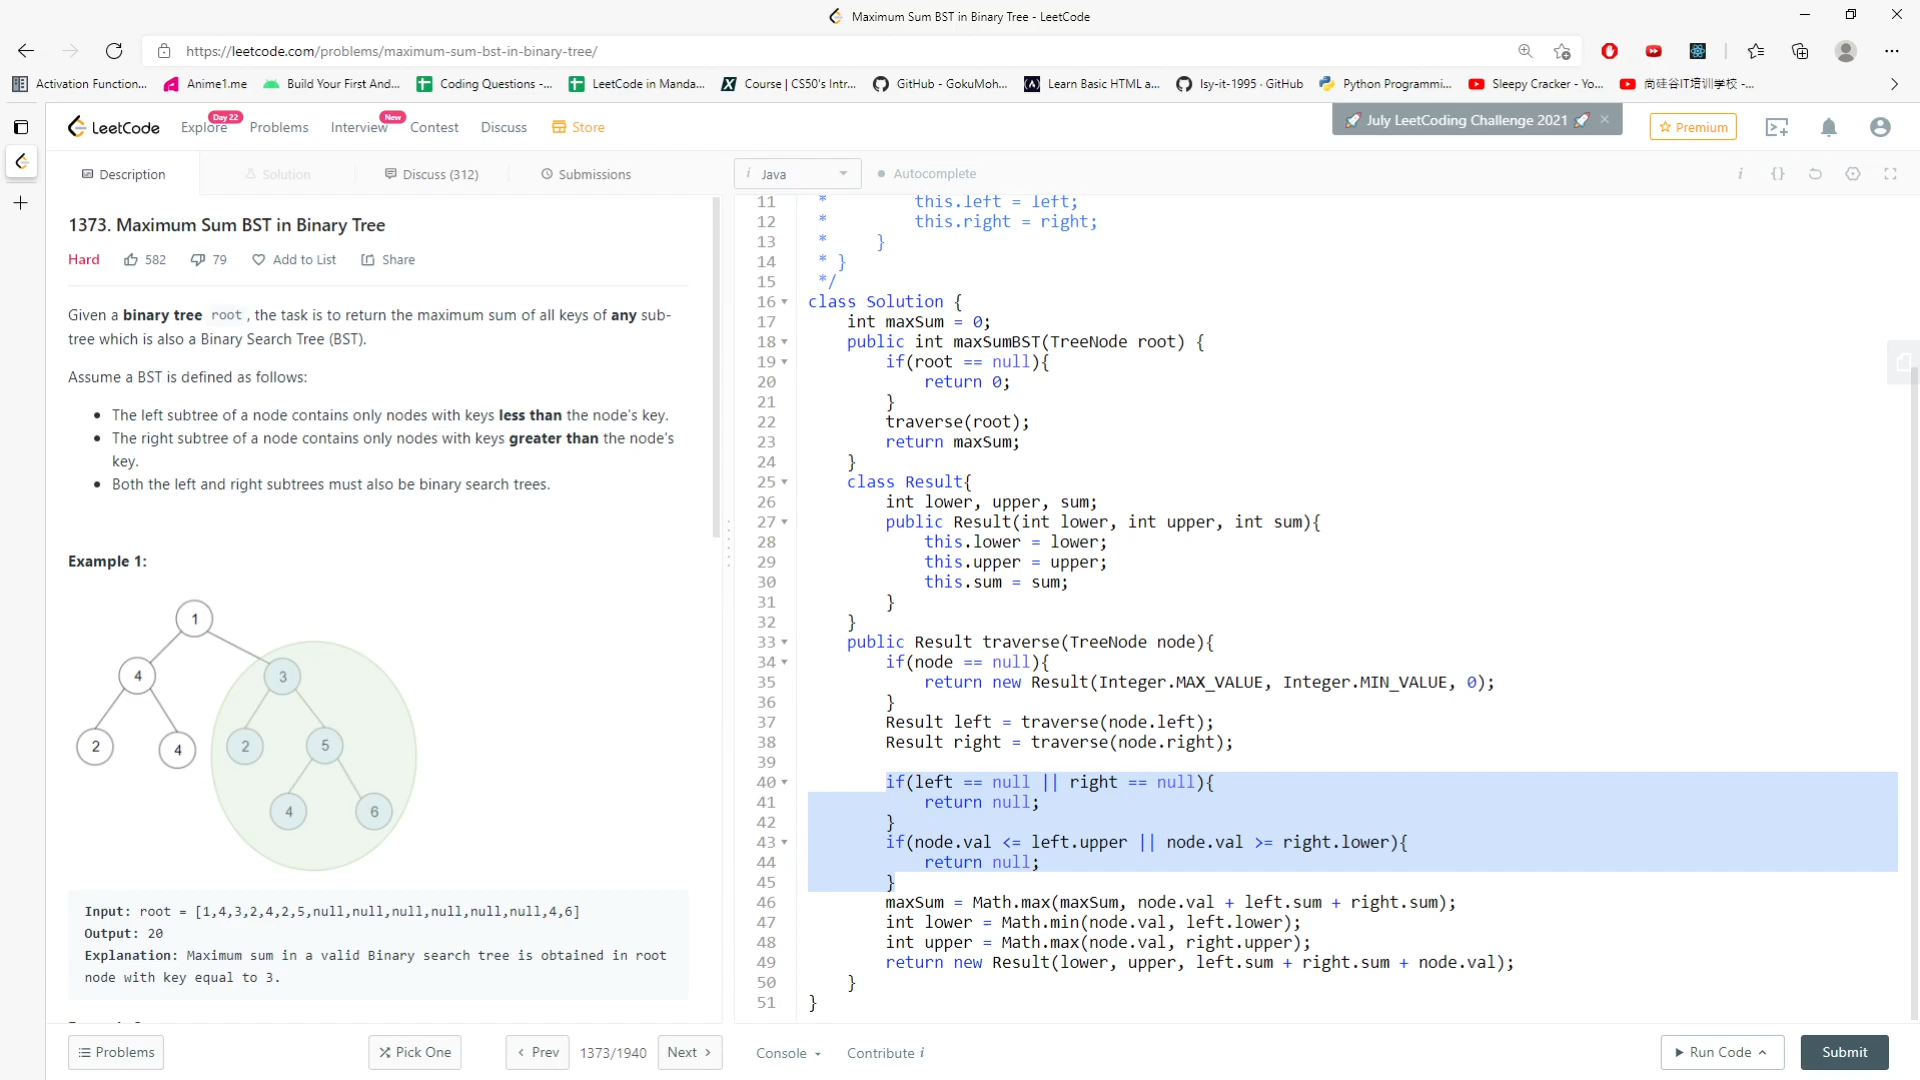 Maximum Sum BST in Binary Tree - LeetCode
https://leetcode.com/problems/maximum-sum-bst-in-binary-tree/
Activation Function... Anime1.me Build Your First And... Coding Questions -... LeetCode in Manda... Course | CS50's Intr... GitHub - GokuMoh... Learn Basic HTML a... lsy-it-1995 · GitHub Python Programmi... Sleepy Cracker - Yo... 尚硅谷IT培训学校 -...
LeetCode Explore Day 22 Problems Interview New Contest Discuss Store July LeetCoding Challenge 2021 Premium
Description Solution Discuss (312) Submissions
i Java Autocomplete
1373. Maximum Sum BST in Binary Tree
Hard 582 79 Add to List Share
Given a binary tree root, the task is to return the maximum sum of all keys of any sub-
tree which is also a Binary Search Tree (BST).
Assume a BST is defined as follows:
• The left subtree of a node contains only nodes with keys less than the node's key.
• The right subtree of a node contains only nodes with keys greater than the node's
key.
• Both the left and right subtrees must also be binary search trees.
Example 1:
1
4 3
2 4 2 5
4 6
Input: root = [1,4,3,2,4,2,5,null,null,null,null,null,null,4,6]
Output: 20
Explanation: Maximum sum in a valid Binary search tree is obtained in root
node with key equal to 3.
11 * this.left = left;
12 * this.right = right;
13 * }
14 * }
15 */
16 class Solution {
17 int maxSum = 0;
18 public int maxSumBST(TreeNode root) {
19 if(root == null){
20 return 0;
21 }
22 traverse(root);
23 return maxSum;
24 }
25 class Result{
26 int lower, upper, sum;
27 public Result(int lower, int upper, int sum){
28 this.lower = lower;
29 this.upper = upper;
30 this.sum = sum;
31 }
32 }
33 public Result traverse(TreeNode node){
34 if(node == null){
35 return new Result(Integer.MAX_VALUE, Integer.MIN_VALUE, 0);
36 }
37 Result left = traverse(node.left);
38 Result right = traverse(node.right);
39
40 if(left == null || right == null){
41 return null;
42 }
43 if(node.val <= left.upper || node.val >= right.lower){
44 return null;
45 }
46 maxSum = Math.max(maxSum, node.val + left.sum + right.sum);
47 int lower = Math.min(node.val, left.lower);
48 int upper = Math.max(node.val, right.upper);
49 return new Result(lower, upper, left.sum + right.sum + node.val);
50 }
51 }
Problems Pick One Prev 1373/1940 Next Console Contribute i Run Code Submit